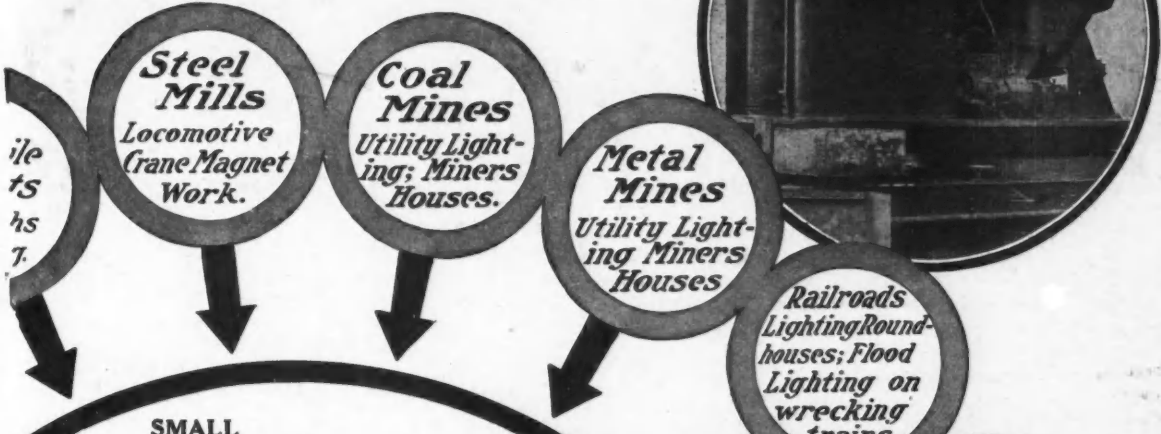 Steel
Mills
Locomotive
Crane Magnet
Work.
Coal
Mines
Utility Light-
ing; Miners
Houses.
Metal
Mines
Utility Light-
ing Miners
Houses
Railroads
Lighting Round-
houses; Flood
Lighting on
wrecking
trains
SMALL